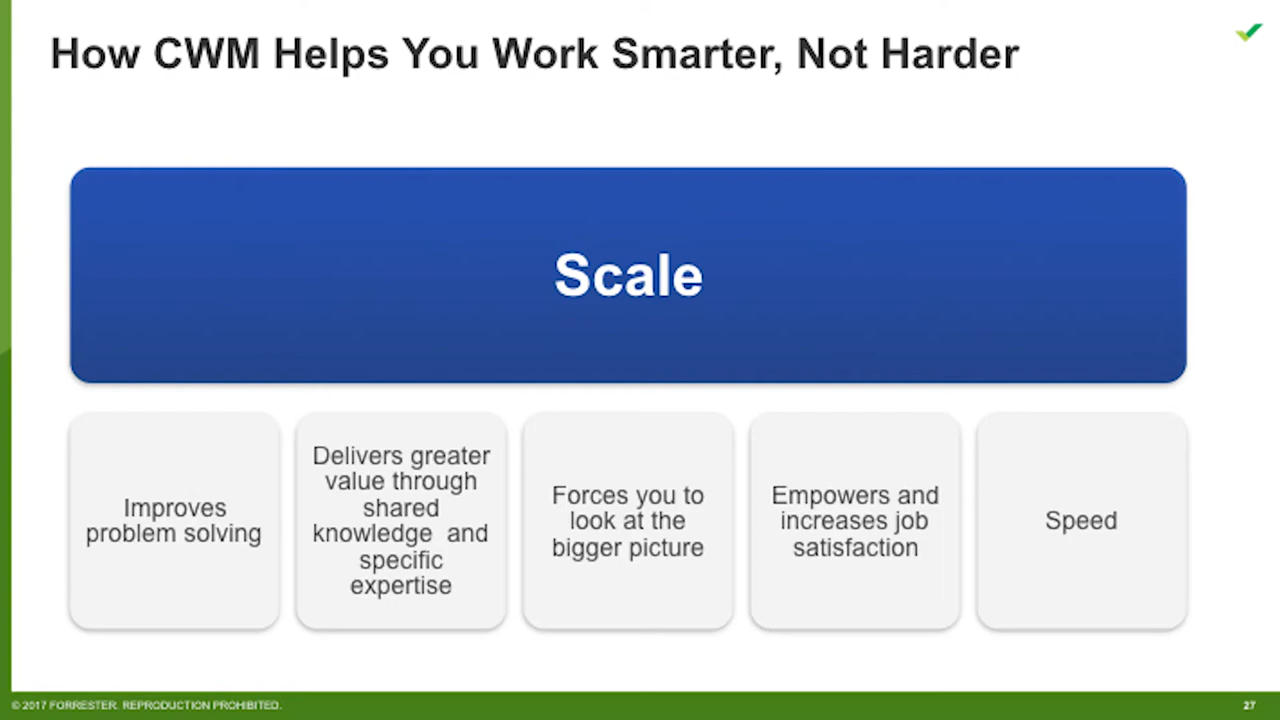 How CWM Helps You Work Smarter, Not Harder
Scale
Improves
problem solving
Delivers greater
value through
shared
knowledge and
specific
expertise
Forces you to
look at the
bigger picture
Empowers and
increases job
satisfaction
Speed
© 2017 FORRESTER. REPRODUCTION PROHIBITED.
27